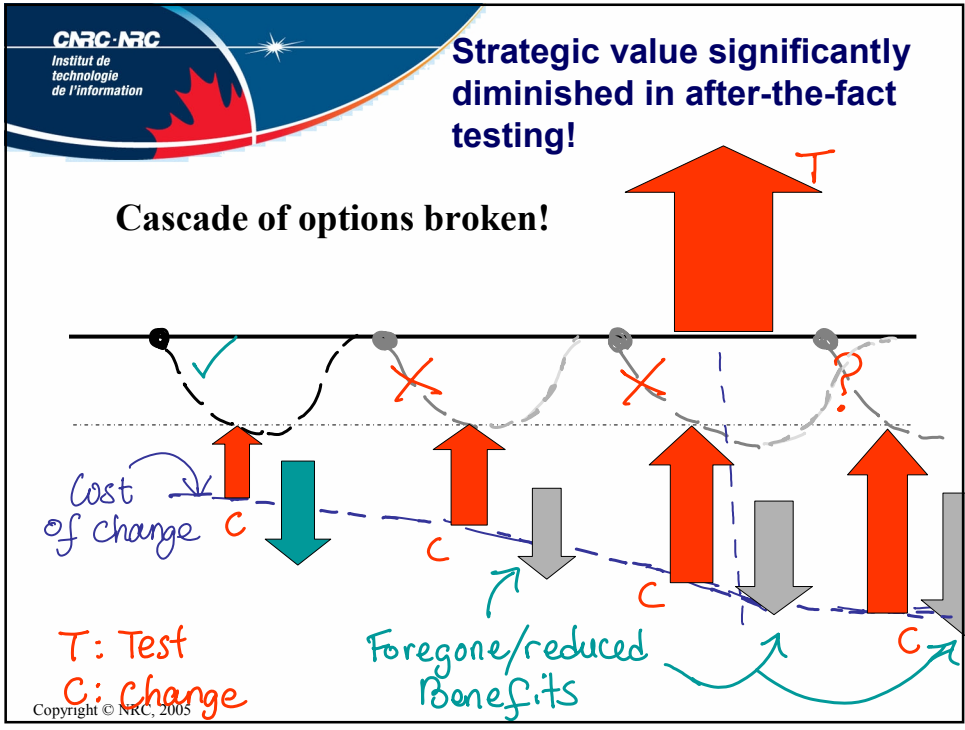 CNRC·NRC
Institut de
technologie
de l'information
Strategic value significantly
diminished in after-the-fact
testing!
T
Cascade of options broken!
?
Cost
of change
C
C
C
C
T: Test
C: Change
Foregone/reduced
Benefits
Copyright © NRC, 2005